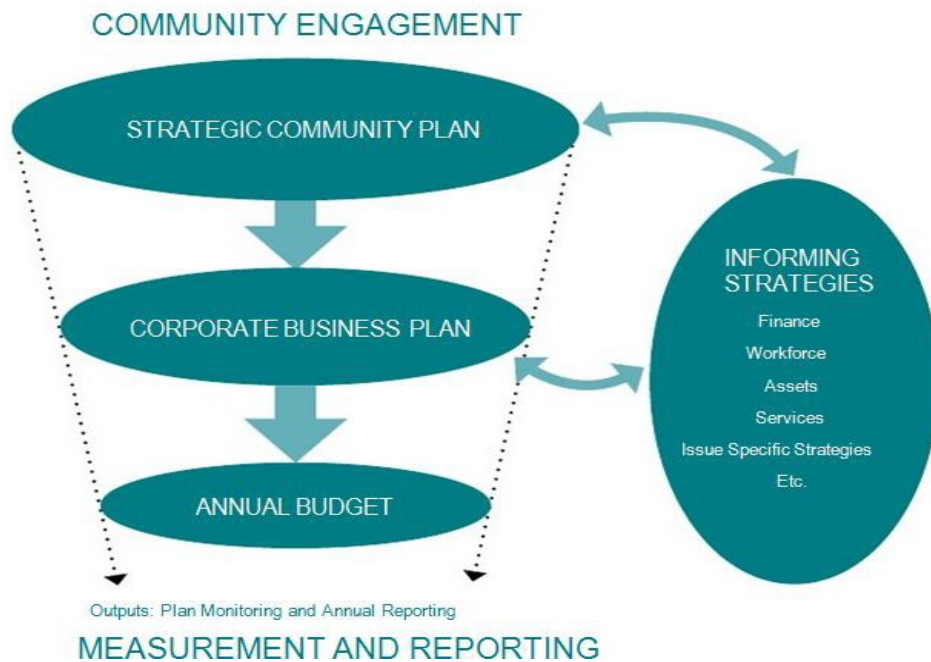 COMMUNITY ENGAGEMENT
STRATEGIC COMMUNITY PLAN
CORPORATE BUSINESS PLAN
ANNUAL BUDGET
INFORMING
STRATEGIES
Finance
Workforce
Assets
Services
Issue Specific Strategies
Etc.
Outputs: Plan Monitoring and Annual Reporting
MEASUREMENT AND REPORTING